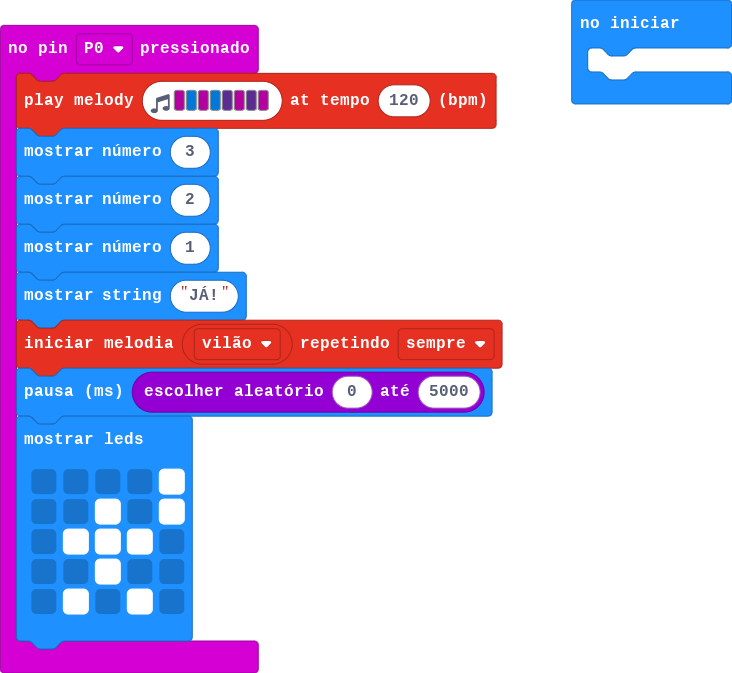 no iniciar
no pin P0 pressionado
play melody at tempo 120 (bpm)
mostrar número 3
mostrar número 2
mostrar número 1
mostrar string "JÁ!"
iniciar melodia vilão repetindo sempre
pausa (ms) escolher aleatório 0 até 5000
mostrar leds